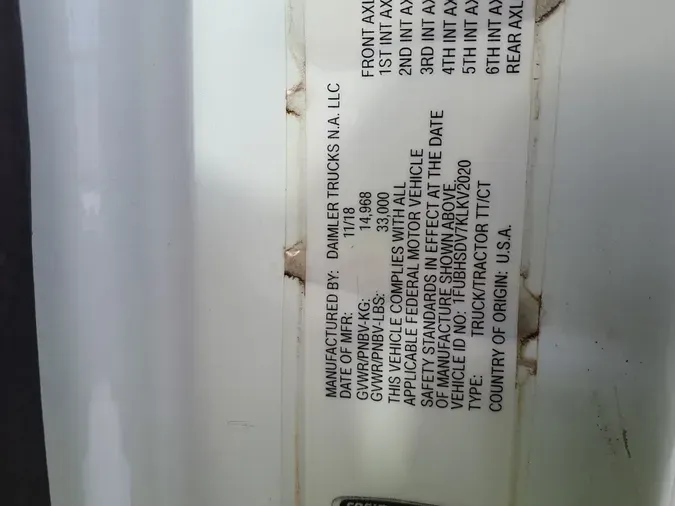 MANUFACTURED BY: DAIMLER TRUCKS N.A. LLC
DATE OF MFR: 11/18
GVWR/PNBV-KG: 14,968
GVWR/PNBV-LBS: 33,000
THIS VEHICLE COMPLIES WITH ALL
APPLICABLE FEDERAL MOTOR VEHICLE
SAFETY STANDARDS IN EFFECT AT THE DATE
OF MANUFACTURE SHOWN ABOVE.
VEHICLE ID NO: 1FUBHSDV7KLKV2020
TYPE: TRUCK/TRACTOR TT/CT
COUNTRY OF ORIGIN: U.S.A.
FRONT AXL
1ST INT AX
2ND INT AX
3RD INT AX
4TH INT AX
5TH INT AX
6TH INT AX
REAR AXL